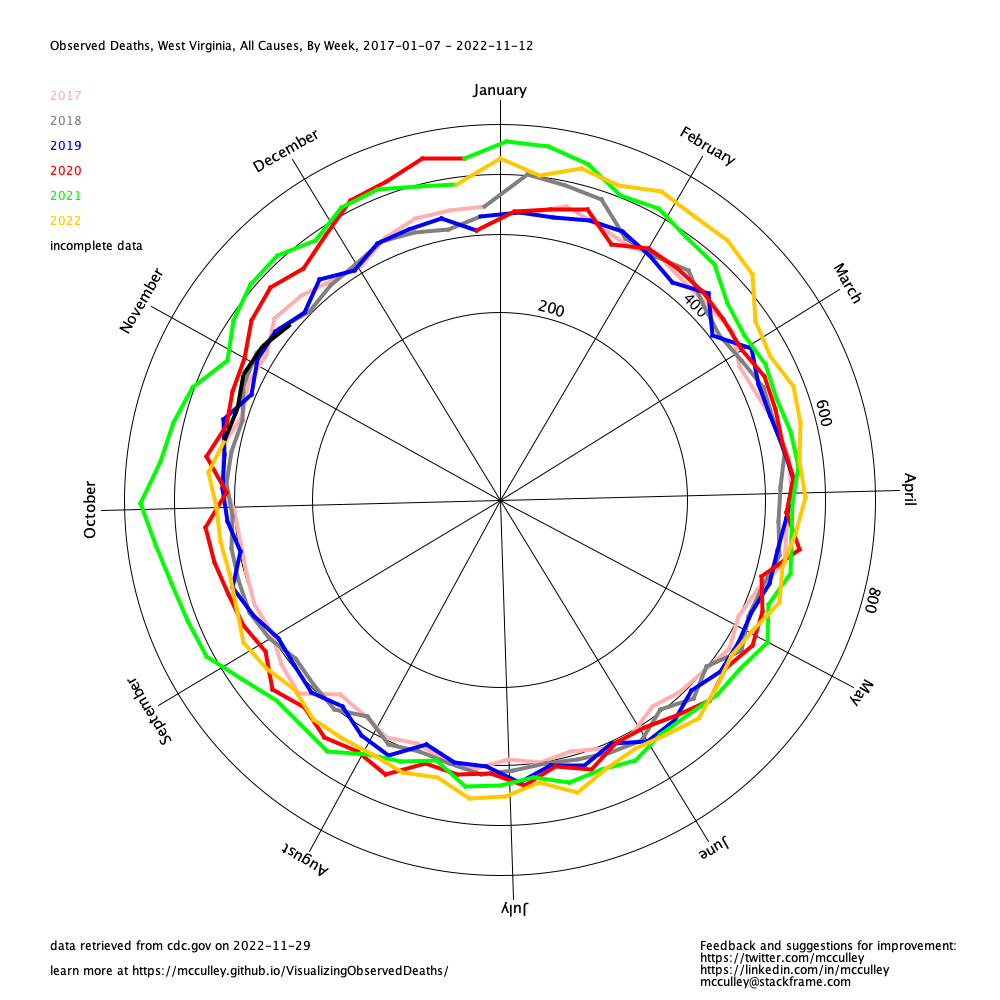 Observed Deaths, West Virginia, All Causes, By Week, 2017-01-07 - 2022-11-12
2017
2018
2019
2020
2021
2022
incomplete data
January
February
March
April
May
June
July
August
September
October
November
December
200
400
600
800
data retrieved from cdc.gov on 2022-11-29
learn more at https://mcculley.github.io/VisualizingObservedDeaths/
Feedback and suggestions for improvement:
https://twitter.com/mcculley
https://linkedin.com/in/mcculley
mcculley@stackframe.com